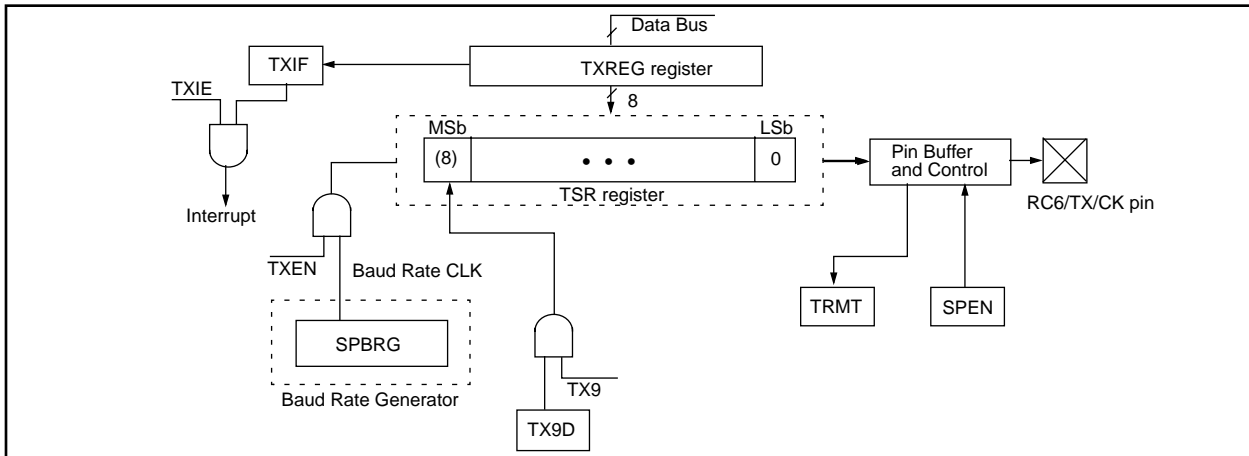 Data Bus
TXIF
TXREG register
TXIE
8
MSb
LSb
(8)
• • •
0
Pin Buffer
and Control
TSR register
Interrupt
RC6/TX/CK pin
TXEN
Baud Rate CLK
TRMT
SPEN
SPBRG
TX9
Baud Rate Generator
TX9D